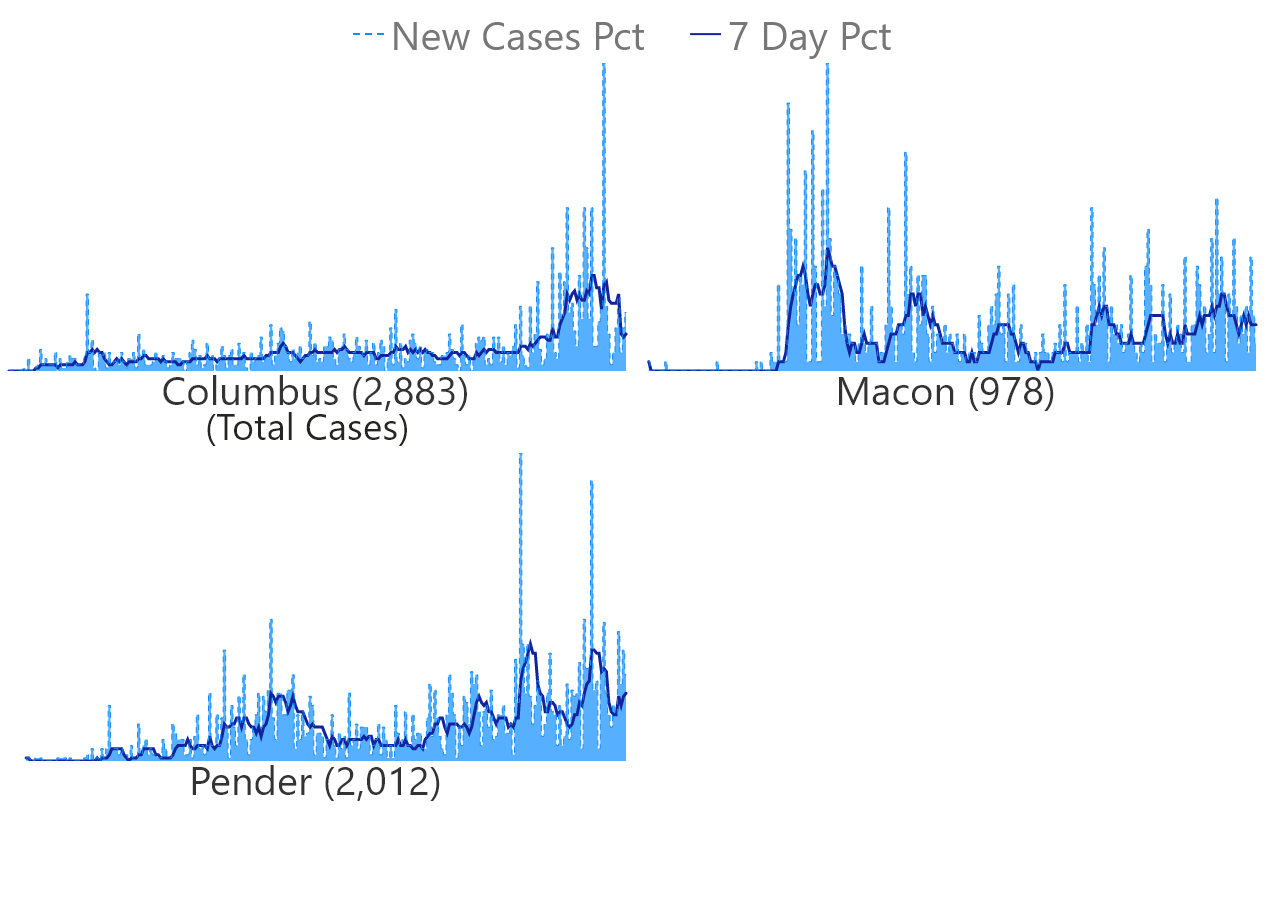 New Cases Pct 7 Day Pct
Columbus (2,883)
(Total Cases)
Macon (978)
Pender (2,012)